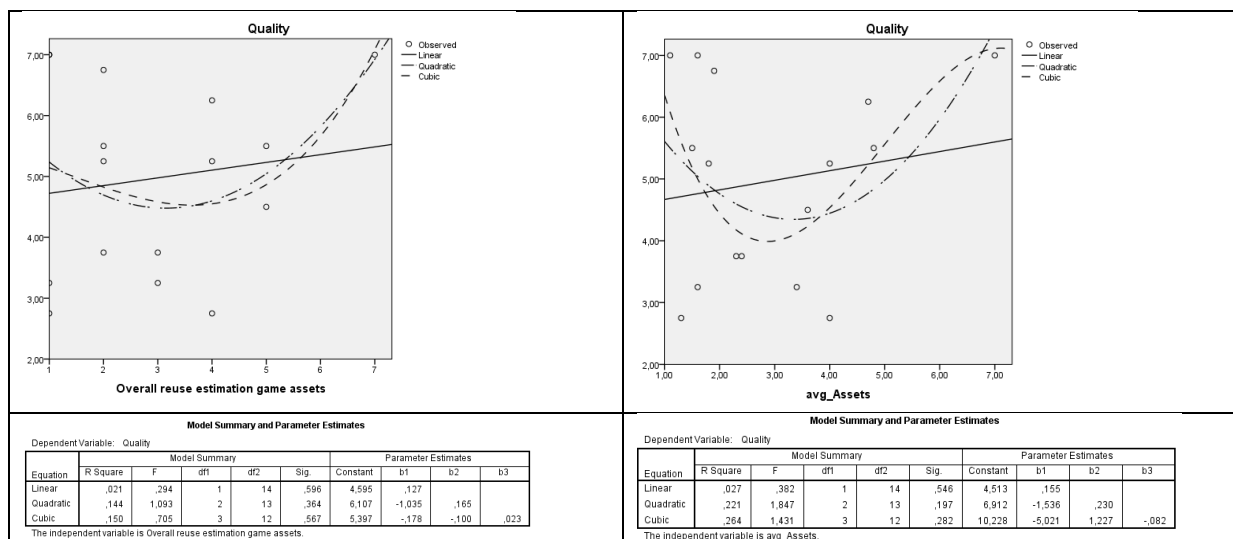 Quality
7,00
6,00
5,00
4,00
3,00
2,00
1 2 3 4 5 6 7
Overall reuse estimation game assets
Observed
Linear
Quadratic
Cubic
Quality
7,00
6,00
5,00
4,00
3,00
2,00
1,00 2,00 3,00 4,00 5,00 6,00 7,00
avg_Assets
Observed
Linear
Quadratic
Cubic
Model Summary and Parameter Estimates
Dependent Variable: Quality
Model Summary Parameter Estimates
Equation R Square F df1 df2 Sig. Constant b1 b2 b3
Linear ,021 ,294 1 14 ,596 4,595 ,127
Quadratic ,144 1,093 2 13 ,364 6,107 -1,035 ,165
Cubic ,150 ,705 3 12 ,567 5,397 -,178 -,100 ,023
The independent variable is Overall reuse estimation game assets.
Model Summary and Parameter Estimates
Dependent Variable: Quality
Model Summary Parameter Estimates
Equation R Square F df1 df2 Sig. Constant b1 b2 b3
Linear ,027 ,382 1 14 ,546 4,513 ,155
Quadratic ,221 1,847 2 13 ,197 6,912 -1,536 ,230
Cubic ,264 1,431 3 12 ,282 10,228 -5,021 1,227 -,082
The independent variable is avg_Assets.